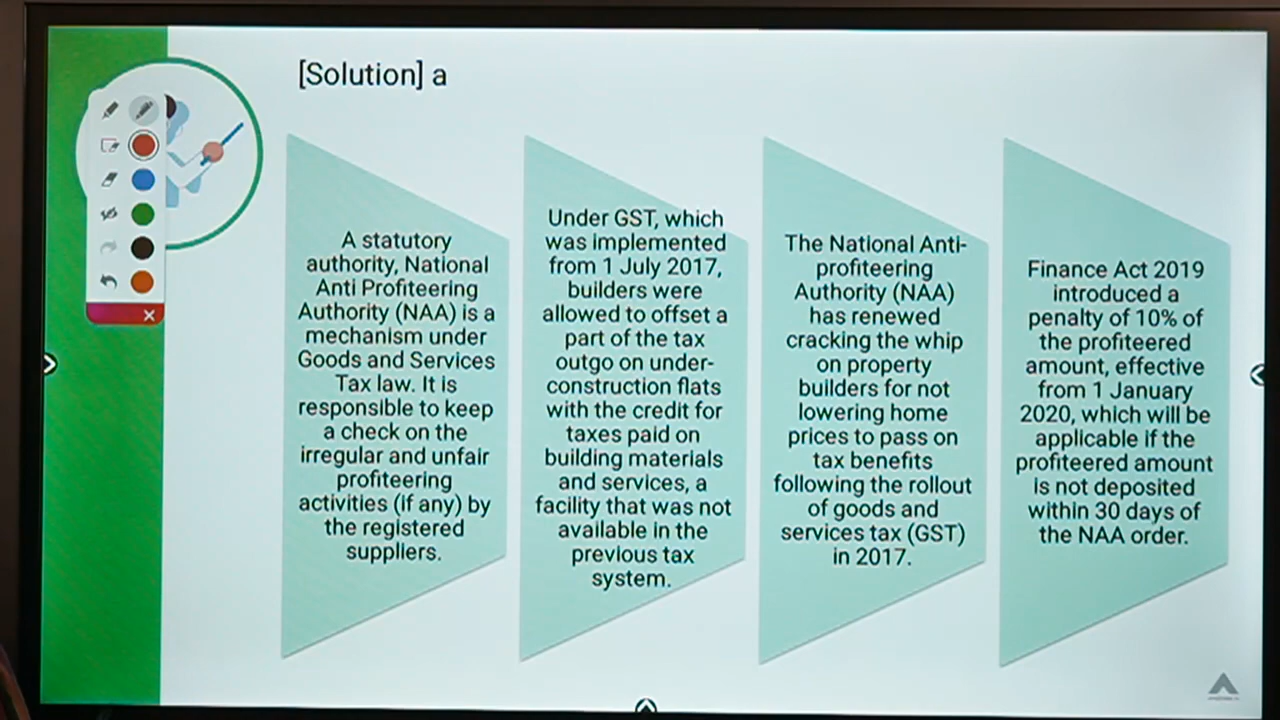 [Solution] a
A statutory
authority, National
Anti Profiteering
Authority (NAA) is a
mechanism under
Goods and Services
Tax law. It is
responsible to keep
a check on the
irregular and unfair
profiteering
activities (if any) by
the registered
suppliers.
Under GST, which
was implemented
from 1 July 2017,
builders were
allowed to offset a
part of the tax
outgo on under-
construction flats
with the credit for
taxes paid on
building materials
and services, a
facility that was not
available in the
previous tax
system.
The National Anti-
profiteering
Authority (NAA)
has renewed
cracking the whip
on property
builders for not
lowering home
prices to pass on
tax benefits
following the rollout
of goods and
services tax (GST)
in 2017.
Finance Act 2019
introduced a
penalty of 10% of
the profiteered
amount, effective
from 1 January
2020, which will be
applicable if the
profiteered amount
is not deposited
within 30 days of
the NAA order.